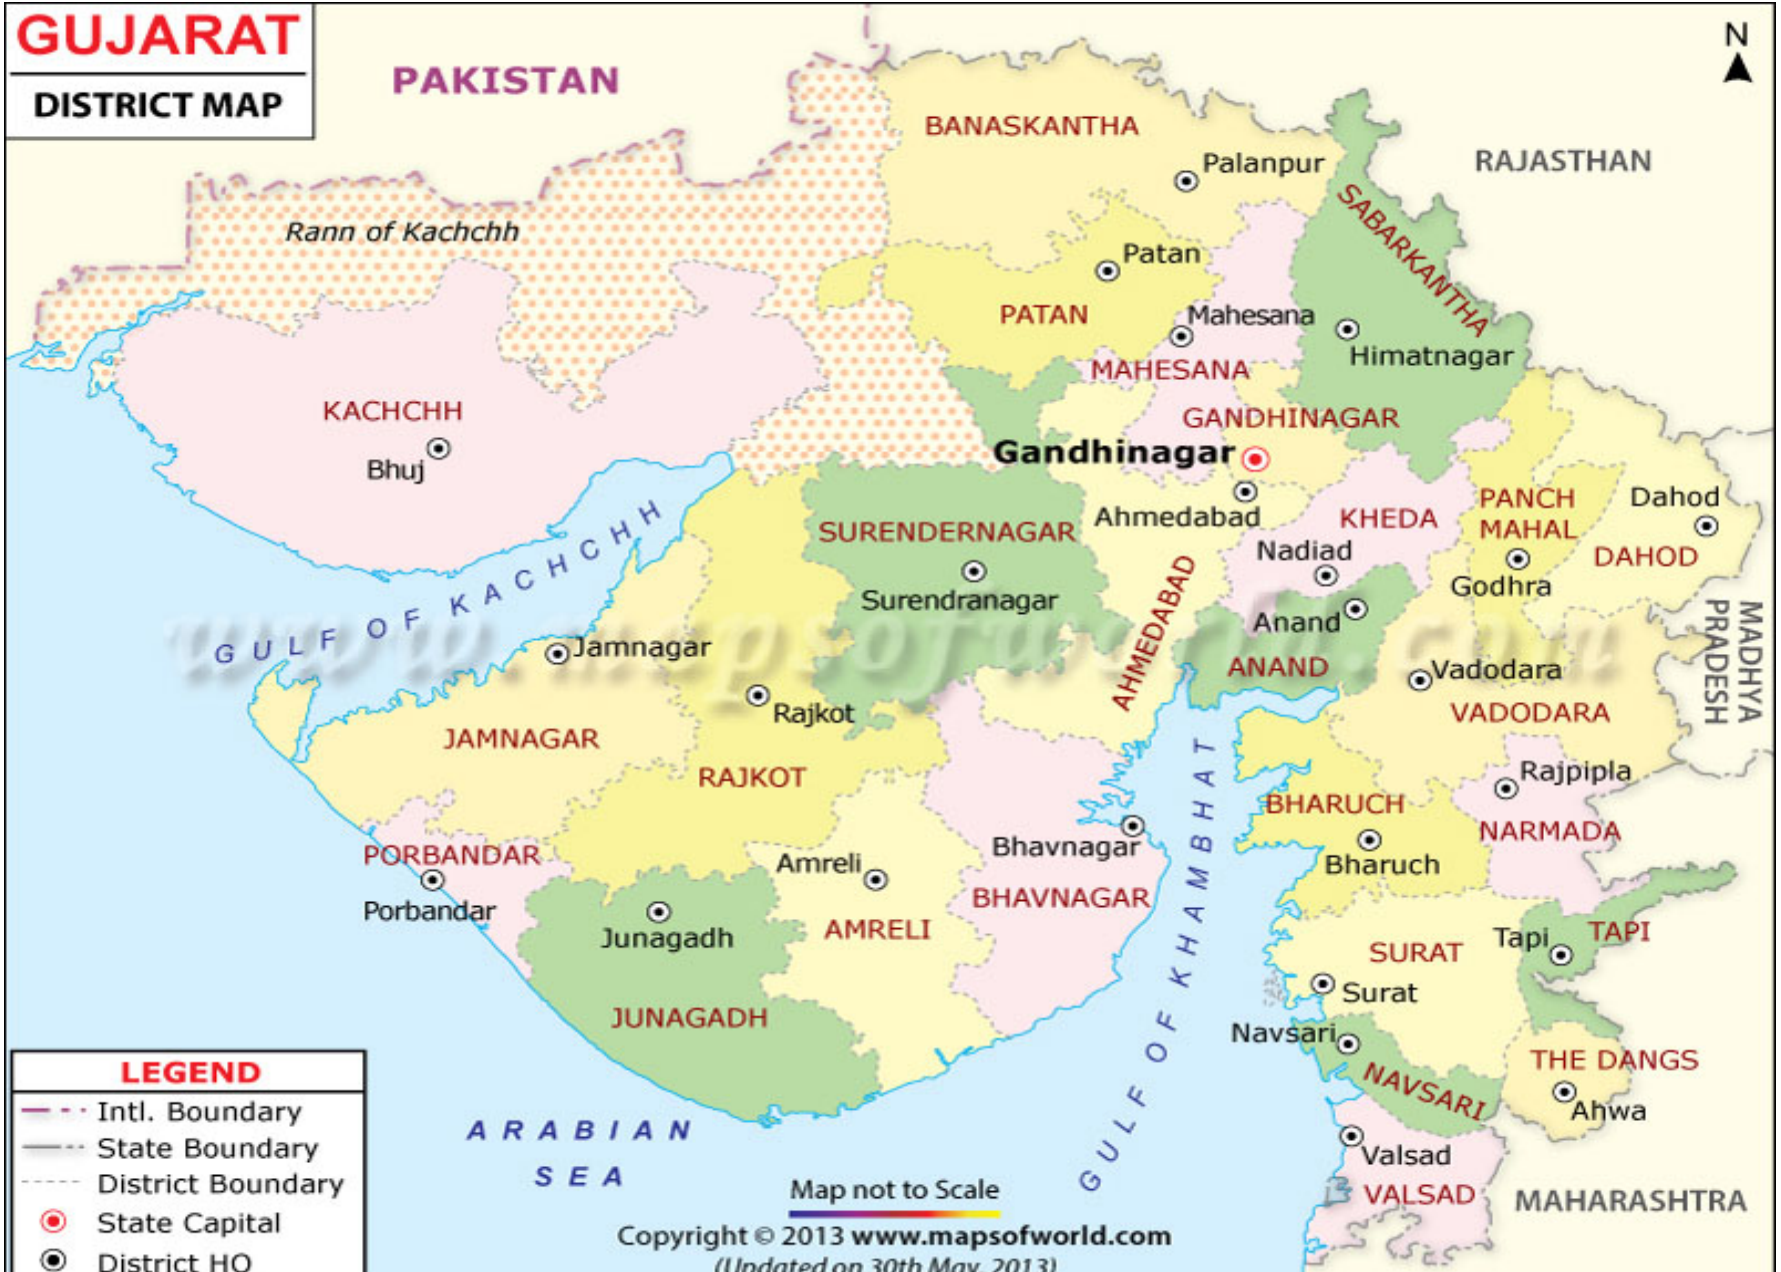 GUJARAT
DISTRICT MAP
PAKISTAN
N
BANASKANTHA
Palanpur
RAJASTHAN
SABARKANTHA
Rann of Kachchh
Patan
PATAN
Mahesana
MAHESANA
Himatnagar
KACHCHH
Bhuj
GANDHINAGAR
Gandhinagar
Ahmedabad
AHMEDABAD
KHEDA
Nadiad
PANCH
MAHAL
Godhra
Dahod
DAHOD
GULF OF KACHCHH
SURENDERNAGAR
Surendranagar
www.mapsofworld.com
Anand
ANAND
MADHYA
PRADESH
Jamnagar
JAMNAGAR
Rajkot
RAJKOT
Vadodara
VADODARA
Rajpipla
NARMADA
BHARUCH
Bharuch
PORBANDAR
Porbandar
Amreli
AMRELI
Bhavnagar
BHAVNAGAR
GULF OF KHAMBHAT
Junagadh
JUNAGADH
SURAT
Surat
Tapi
TAPI
Navsari
NAVSARI
THE DANGS
Ahwa
Valsad
VALSAD
MAHARASHTRA
ARABIAN
SEA
LEGEND
Intl. Boundary
State Boundary
District Boundary
State Capital
District HQ
Map not to Scale
Copyright © 2013 www.mapsofworld.com
(Updated on 30th May, 2013)